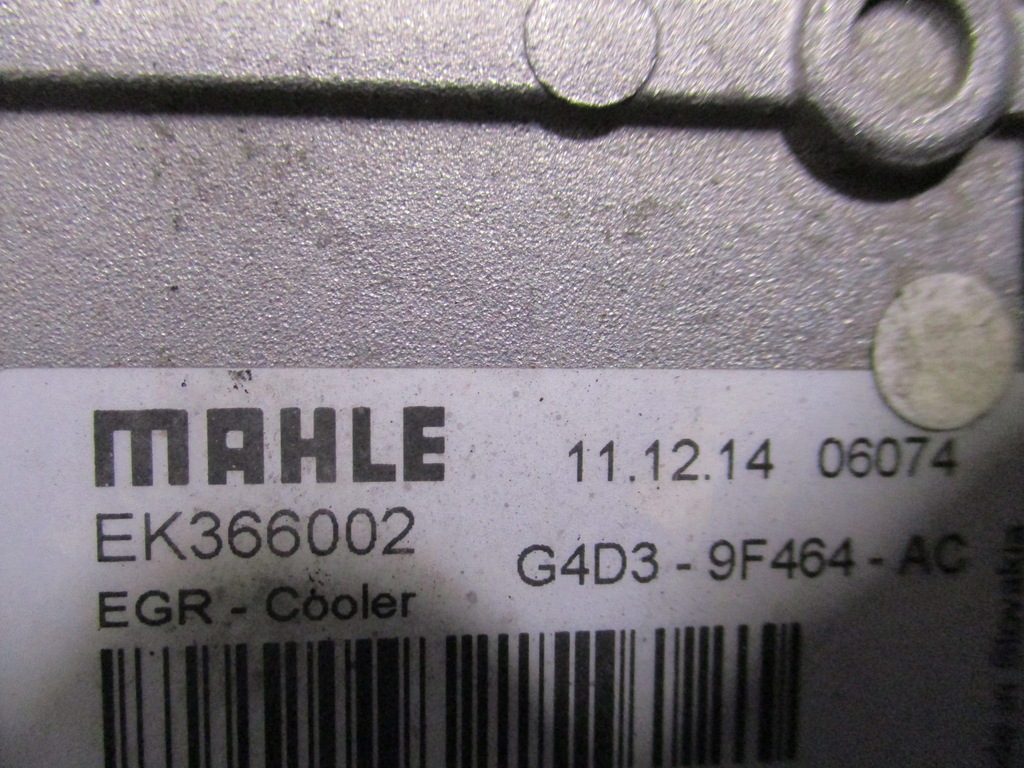 MAHLE
11.12.14 06074
EK366002
G4D3 - 9F464 - AC
EGR - Cooler